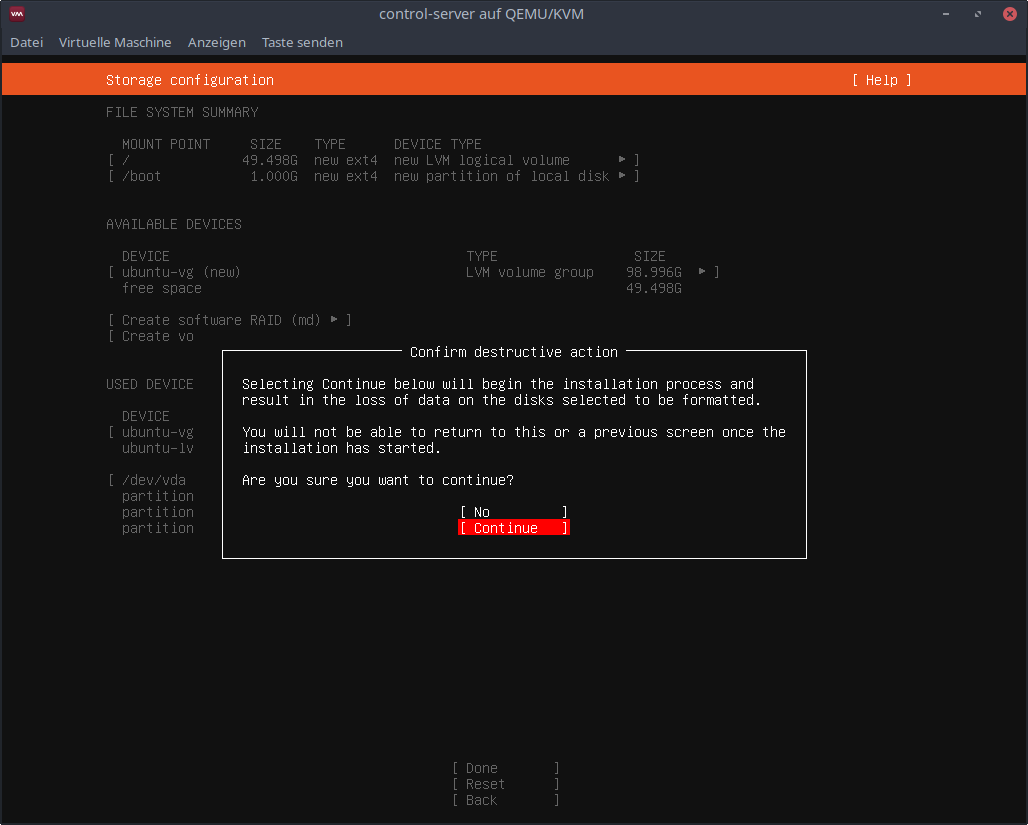 control-server auf QEMU/KVM
Datei Virtuelle Maschine Anzeigen Taste senden
Storage configuration [ Help ]
FILE SYSTEM SUMMARY
MOUNT POINT SIZE TYPE DEVICE TYPE
[ / 49.498G new ext4 new LVM logical volume ▸ ]
[ /boot 1.000G new ext4 new partition of local disk ▸ ]
AVAILABLE DEVICES
DEVICE TYPE SIZE
[ ubuntu-vg (new) LVM volume group 98.996G ▸ ]
free space 49.498G
[ Create software RAID (md) ▸ ]
[ Create vo
Confirm destructive action
USED DEVICE
Selecting Continue below will begin the installation process and
result in the loss of data on the disks selected to be formatted.
DEVICE
[ ubuntu-vg
You will not be able to return to this or a previous screen once the
ubuntu-lv
installation has started.
[ /dev/vda
Are you sure you want to continue?
partition
partition
[ No ]
partition
[ Continue ]
[ Done ]
[ Reset ]
[ Back ]